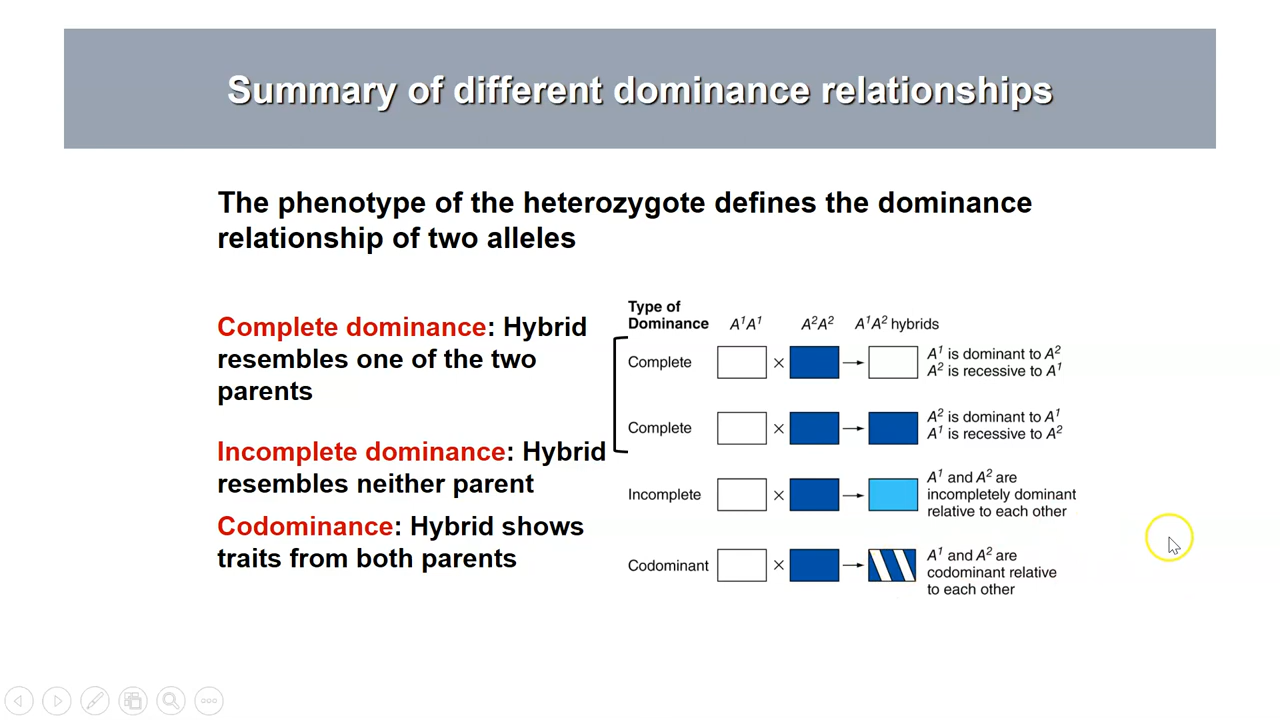 Summary of different dominance relationships
The phenotype of the heterozygote defines the dominance
relationship of two alleles
Complete dominance: Hybrid
resembles one of the two
parents
Incomplete dominance: Hybrid
resembles neither parent
Codominance: Hybrid shows
traits from both parents
Type of
Dominance A¹A¹ A²A² A¹A² hybrids
Complete × A¹ is dominant to A²
A² is recessive to A¹
Complete × A² is dominant to A¹
A¹ is recessive to A²
Incomplete × A¹ and A² are
incompletely dominant
relative to each other
Codominant × A¹ and A² are
codominant relative
to each other